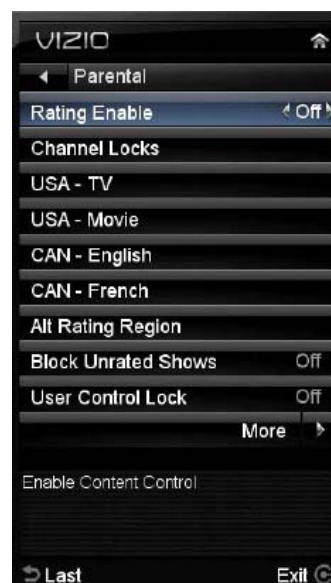 VIZIO
Parental
Rating Enable Off
Channel Locks
USA - TV
USA - Movie
CAN - English
CAN - French
Alt Rating Region
Block Unrated Shows Off
User Control Lock Off
More
Enable Content Control
Last Exit